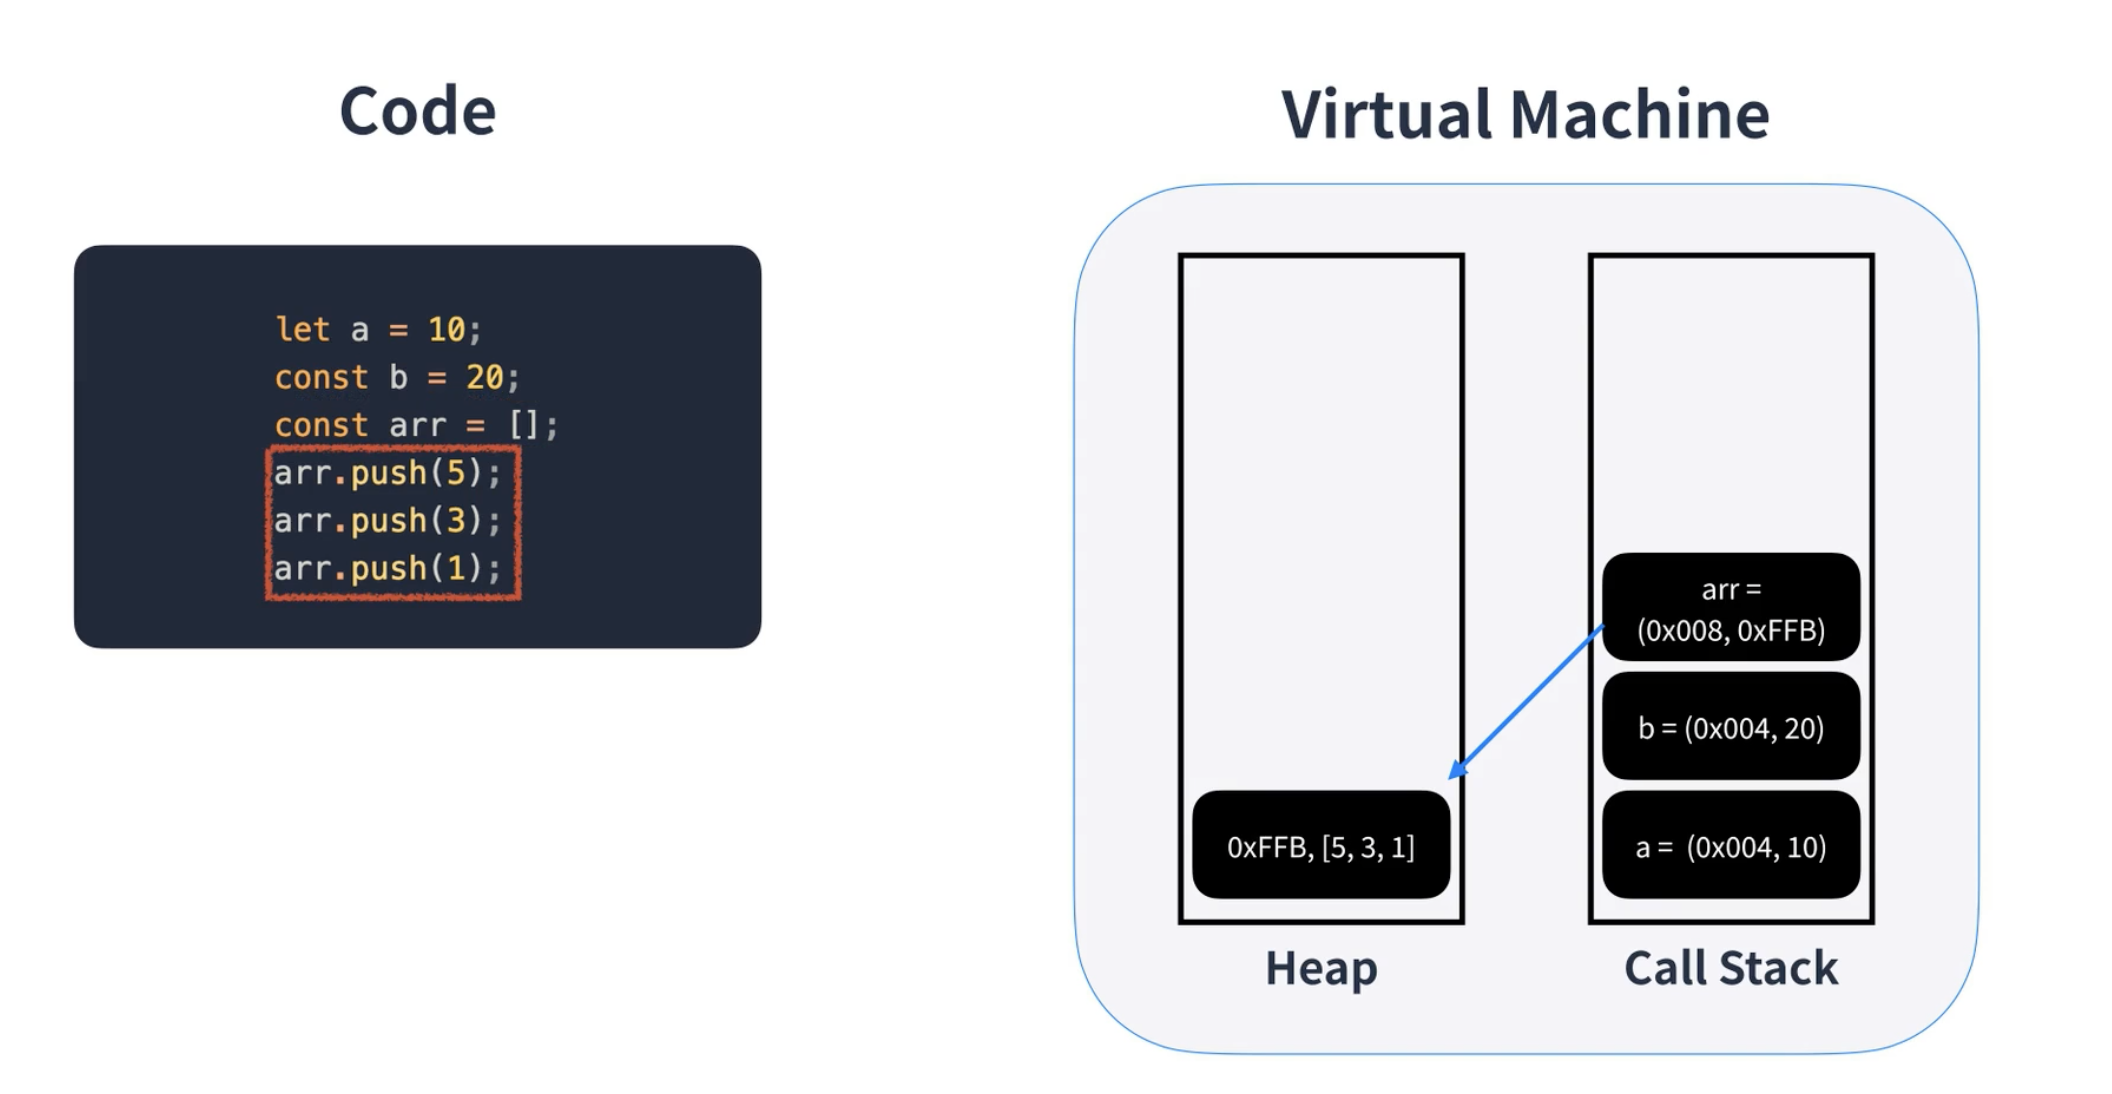 Code
let a = 10;
const b = 20;
const arr = [];
arr.push(5);
arr.push(3);
arr.push(1);
Virtual Machine
arr =
(0x008, 0xFFB)
b = (0x004, 20)
0xFFB, [5, 3, 1]
a =  (0x004, 10)
Heap
Call Stack